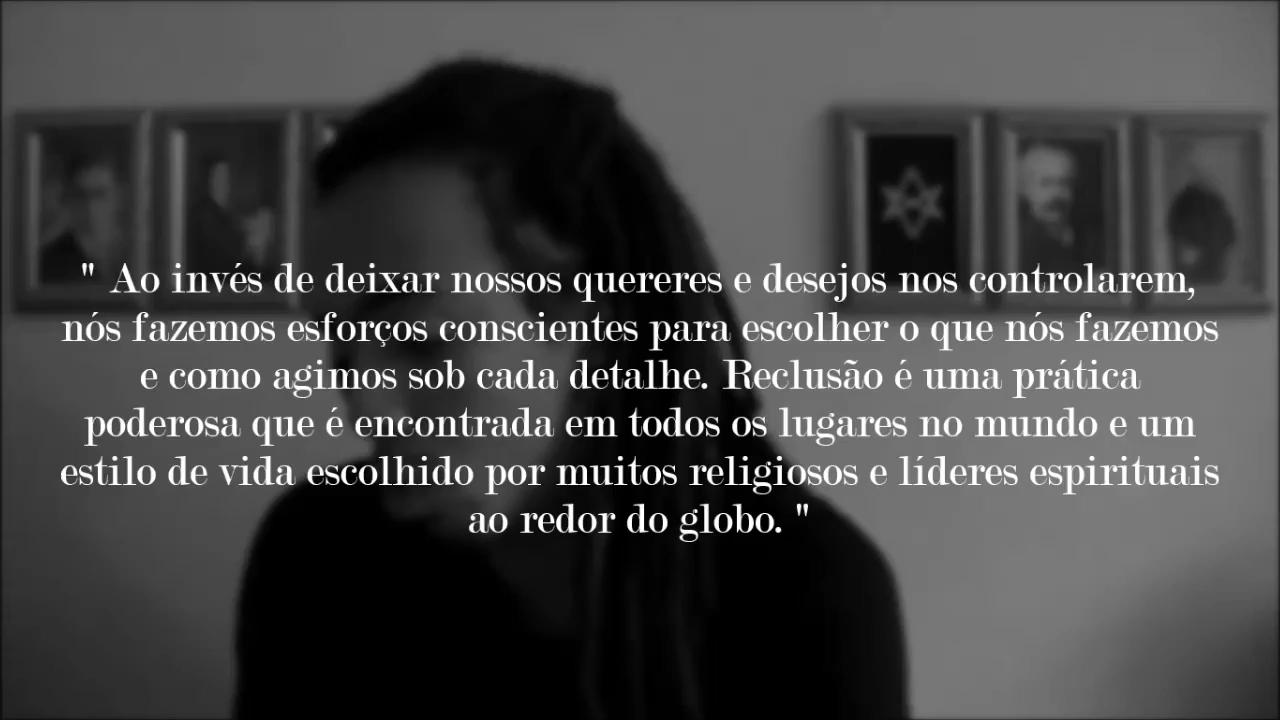 " Ao invés de deixar nossos quereres e desejos nos controlarem,
nós fazemos esforços conscientes para escolher o que nós fazemos
e como agimos sob cada detalhe. Reclusão é uma prática
poderosa que é encontrada em todos os lugares no mundo e um
estilo de vida escolhido por muitos religiosos e líderes espirituais
ao redor do globo. "